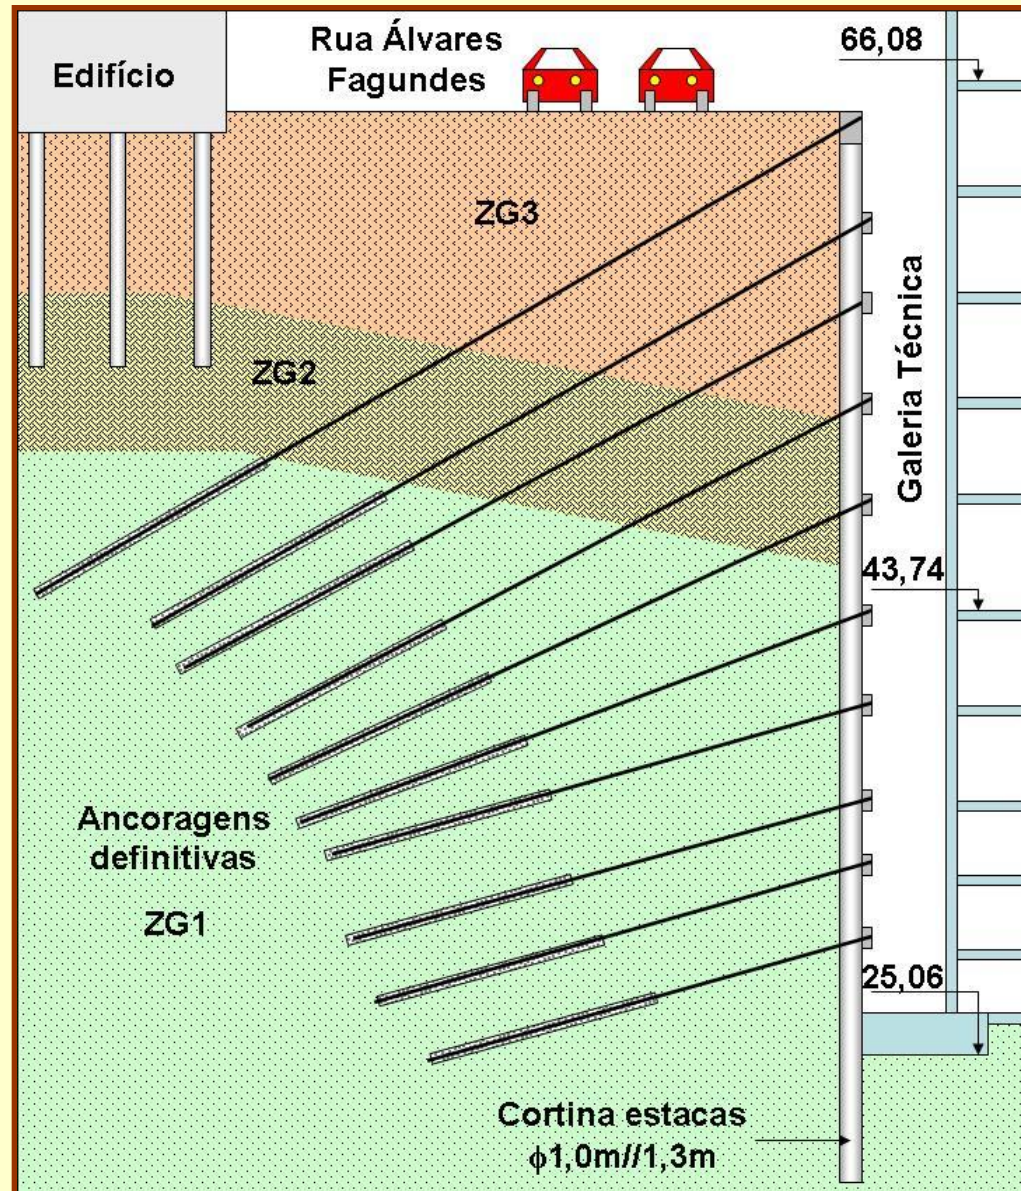 Edifício
Rua Álvares
Fagundes
66,08
ZG3
ZG2
Galeria Técnica
43,74
Ancoragens
definitivas
ZG1
25,06
Cortina estacas
ϕ1,0m//1,3m